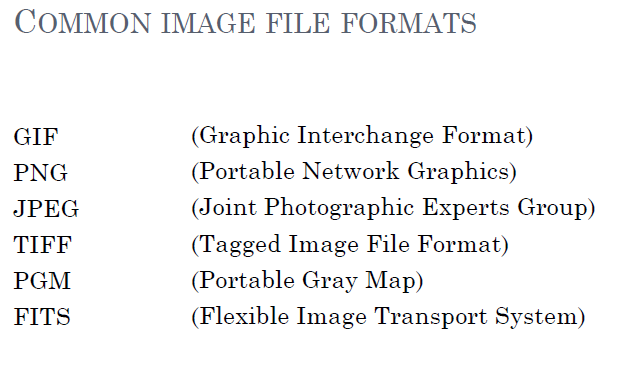 COMMON IMAGE FILE FORMATS
GIF (Graphic Interchange Format)
PNG (Portable Network Graphics)
JPEG (Joint Photographic Experts Group)
TIFF (Tagged Image File Format)
PGM (Portable Gray Map)
FITS (Flexible Image Transport System)